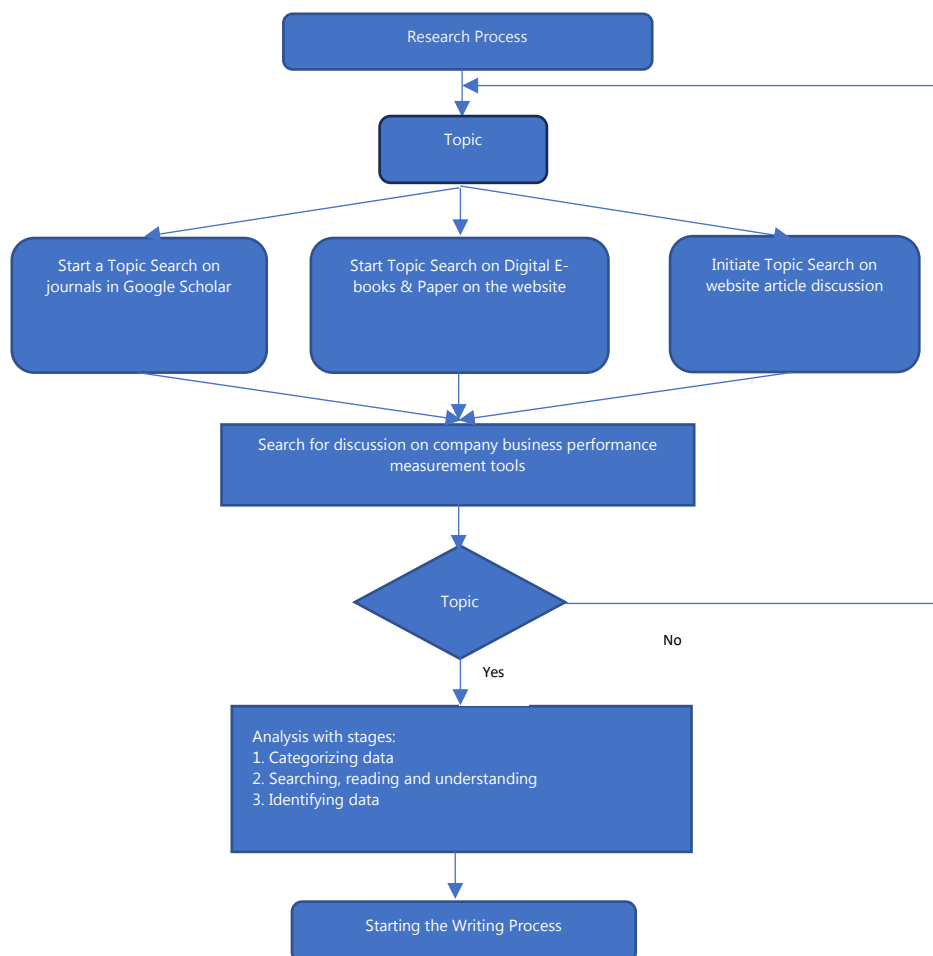 Research Process
Topic
Start a Topic Search on
journals in Google Scholar
Start Topic Search on Digital E-
books & Paper on the website
Initiate Topic Search on
website article discussion
Search for discussion on company business performance
measurement tools
Topic
No
Yes
Analysis with stages:
1. Categorizing data
2. Searching, reading and understanding
3. Identifying data
Starting the Writing Process